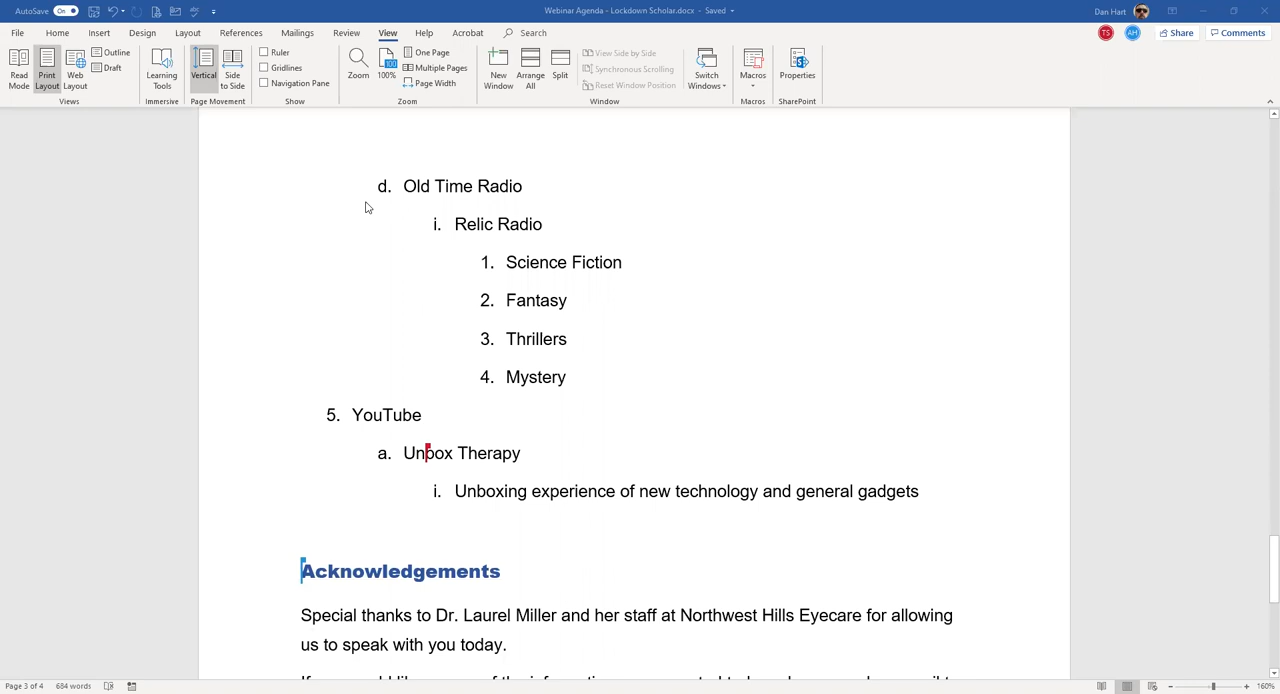 AutoSave On Webinar Agenda - Lockdown Scholar.docx - Saved Dan Hart
File Home Insert Design Layout References Mailings Review View Help Acrobat Search TS AH Share Comments
Read Mode Print Layout Web Layout Outline Draft Learning Tools Vertical Side to Side Ruler Gridlines Navigation Pane Zoom 100 100% One Page Multiple Pages Page Width New Window Arrange All Split View Side by Side Synchronous Scrolling Reset Window Position Switch Windows Macros Properties
Views Immersive Page Movement Show Zoom Window Macros SharePoint
d. Old Time Radio
i. Relic Radio
1. Science Fiction
2. Fantasy
3. Thrillers
4. Mystery
5. YouTube
a. Unbox Therapy
i. Unboxing experience of new technology and general gadgets
Acknowledgements
Special thanks to Dr. Laurel Miller and her staff at Northwest Hills Eyecare for allowing
us to speak with you today.
Page 3 of 4 684 words 160%